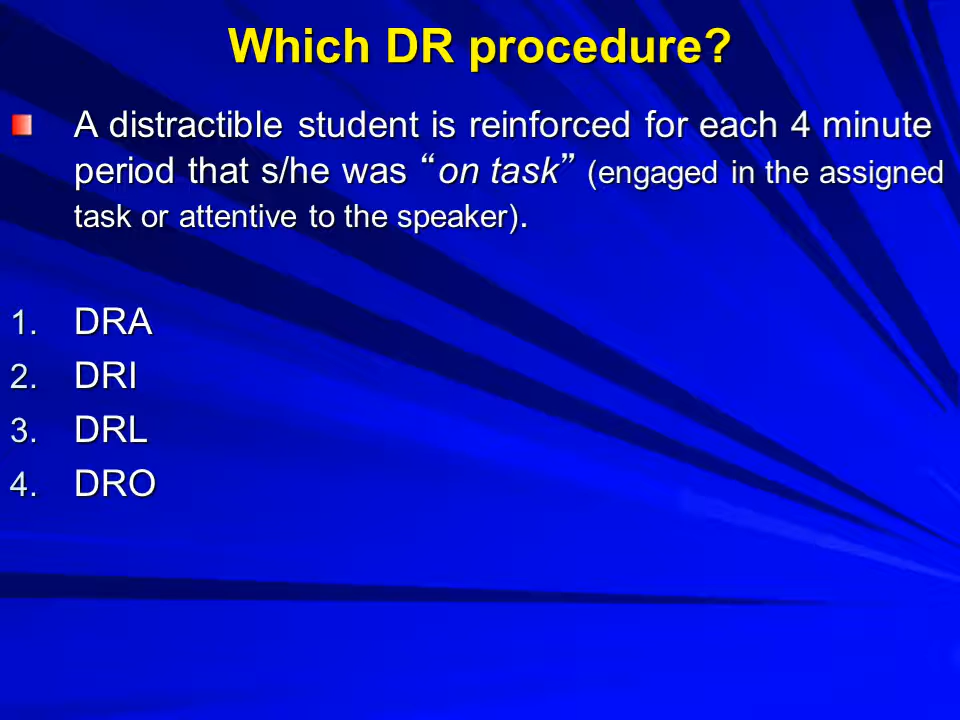 Which DR procedure?
A distractible student is reinforced for each 4 minute
period that s/he was “on task” (engaged in the assigned
task or attentive to the speaker).
1. DRA
2. DRI
3. DRL
4. DRO